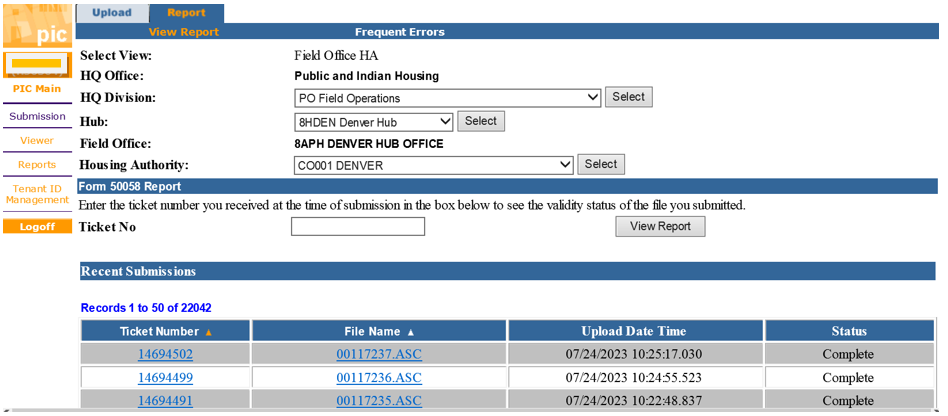 pic
PIC Main
Submission
Viewer
Reports
Tenant ID
Management
Logoff
Upload Report
View Report Frequent Errors
Select View: Field Office HA
HQ Office: Public and Indian Housing
HQ Division: PO Field Operations Select
Hub: 8HDEN Denver Hub Select
Field Office: 8APH DENVER HUB OFFICE
Housing Authority: CO001 DENVER Select
Form 50058 Report
Enter the ticket number you received at the time of submission in the box below to see the validity status of the file you submitted.
Ticket No View Report
Recent Submissions
Records 1 to 50 of 22042
Ticket Number ▲ File Name ▲ Upload Date Time Status
14694502 00117237.ASC 07/24/2023 10:25:17.030 Complete
14694499 00117236.ASC 07/24/2023 10:24:55.523 Complete
14694491 00117235.ASC 07/24/2023 10:22:48.837 Complete